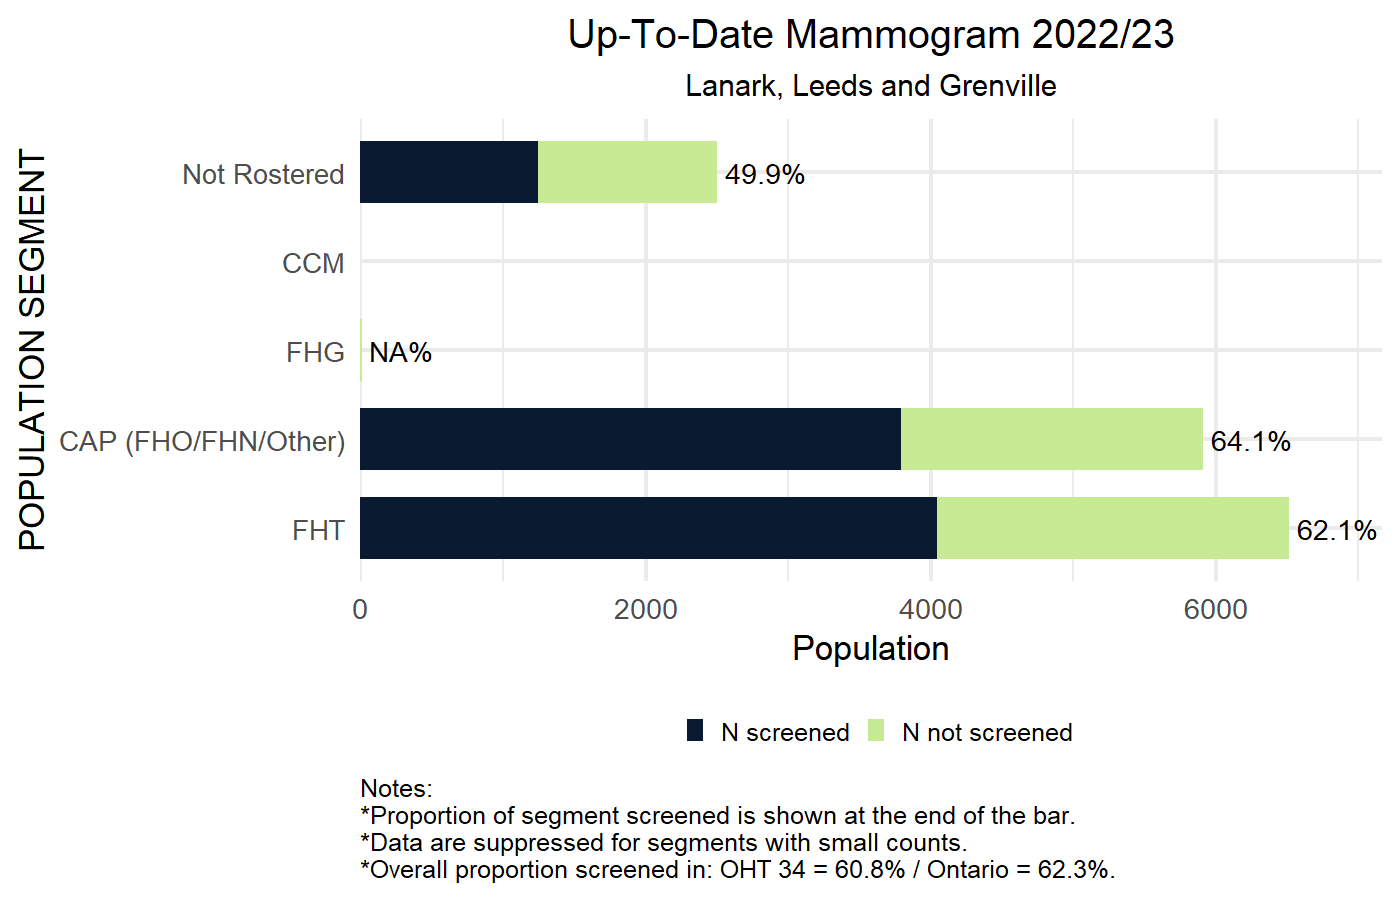 Up-To-Date Mammogram 2022/23
Lanark, Leeds and Grenville
POPULATION SEGMENT
Not Rostered
49.9%
CCM
FHG
NA%
CAP (FHO/FHN/Other)
64.1%
FHT
62.1%
0
2000
4000
6000
Population
N screened
N not screened
Notes:
*Proportion of segment screened is shown at the end of the bar.
*Data are suppressed for segments with small counts.
*Overall proportion screened in: OHT 34 = 60.8% / Ontario = 62.3%.